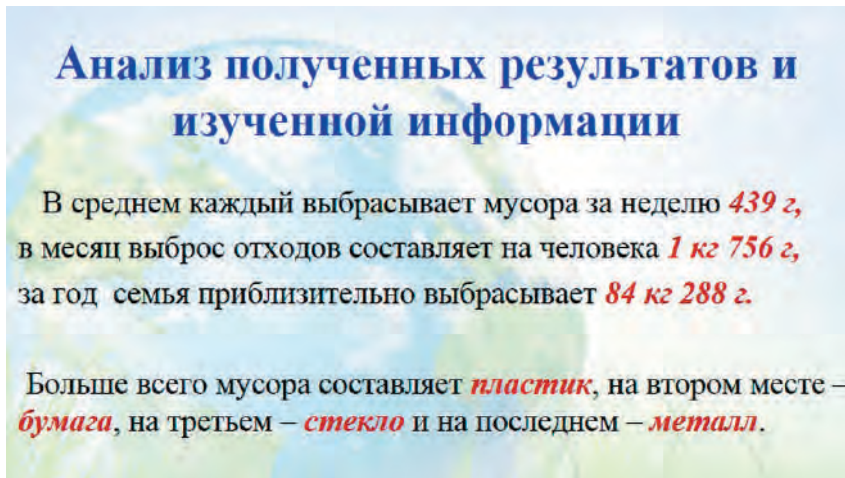 Анализ полученных результатов и
изученной информации
В среднем каждый выбрасывает мусора за неделю 439 г,
в месяц выброс отходов составляет на человека 1 кг 756 г,
за год семья приблизительно выбрасывает 84 кг 288 г.
Больше всего мусора составляет пластик, на втором месте –
бумага, на третьем – стекло и на последнем – металл.